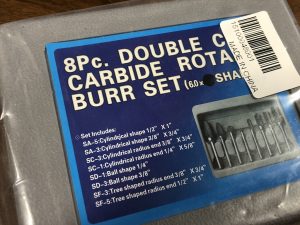 8Pc. DOUBLE C
CARBIDE ROTA
BURR SET (6.0 SHA
Set Includes:
SA-5:Cylindrical shape 1/2" X 1"
SA-3:Cylindrical shape 3/8" X 3/4"
SC-3:Cylindrical radius end 3/8" X 3/4"
SC-1:Cylindrical radius end 1/4" X 5/8"
SD-1:Ball shape 1/4"
SD-3:Ball shape 3/8"
SF-3:Tree shaped radius end 3/8" X 3/4"
SF-5:Tree shaped radius end 1/2" X 1"
MADE IN CHINA